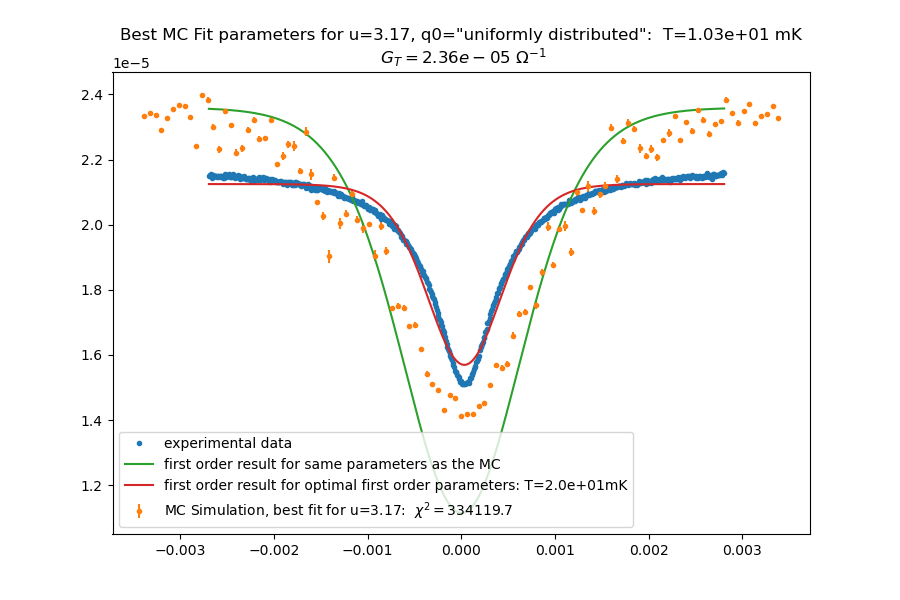 Best MC Fit parameters for u=3.17, q0="uniformly distributed":  T=1.03e+01 mK
G_T = 2.36e − 05 Ω⁻¹
1e−5
2.4
2.2
2.0
1.8
1.6
1.4
1.2
experimental data
first order result for same parameters as the MC
first order result for optimal first order parameters: T=2.0e+01mK
MC Simulation, best fit for u=3.17:  χ² = 334119.7
−0.003 −0.002 −0.001 0.000 0.001 0.002 0.003